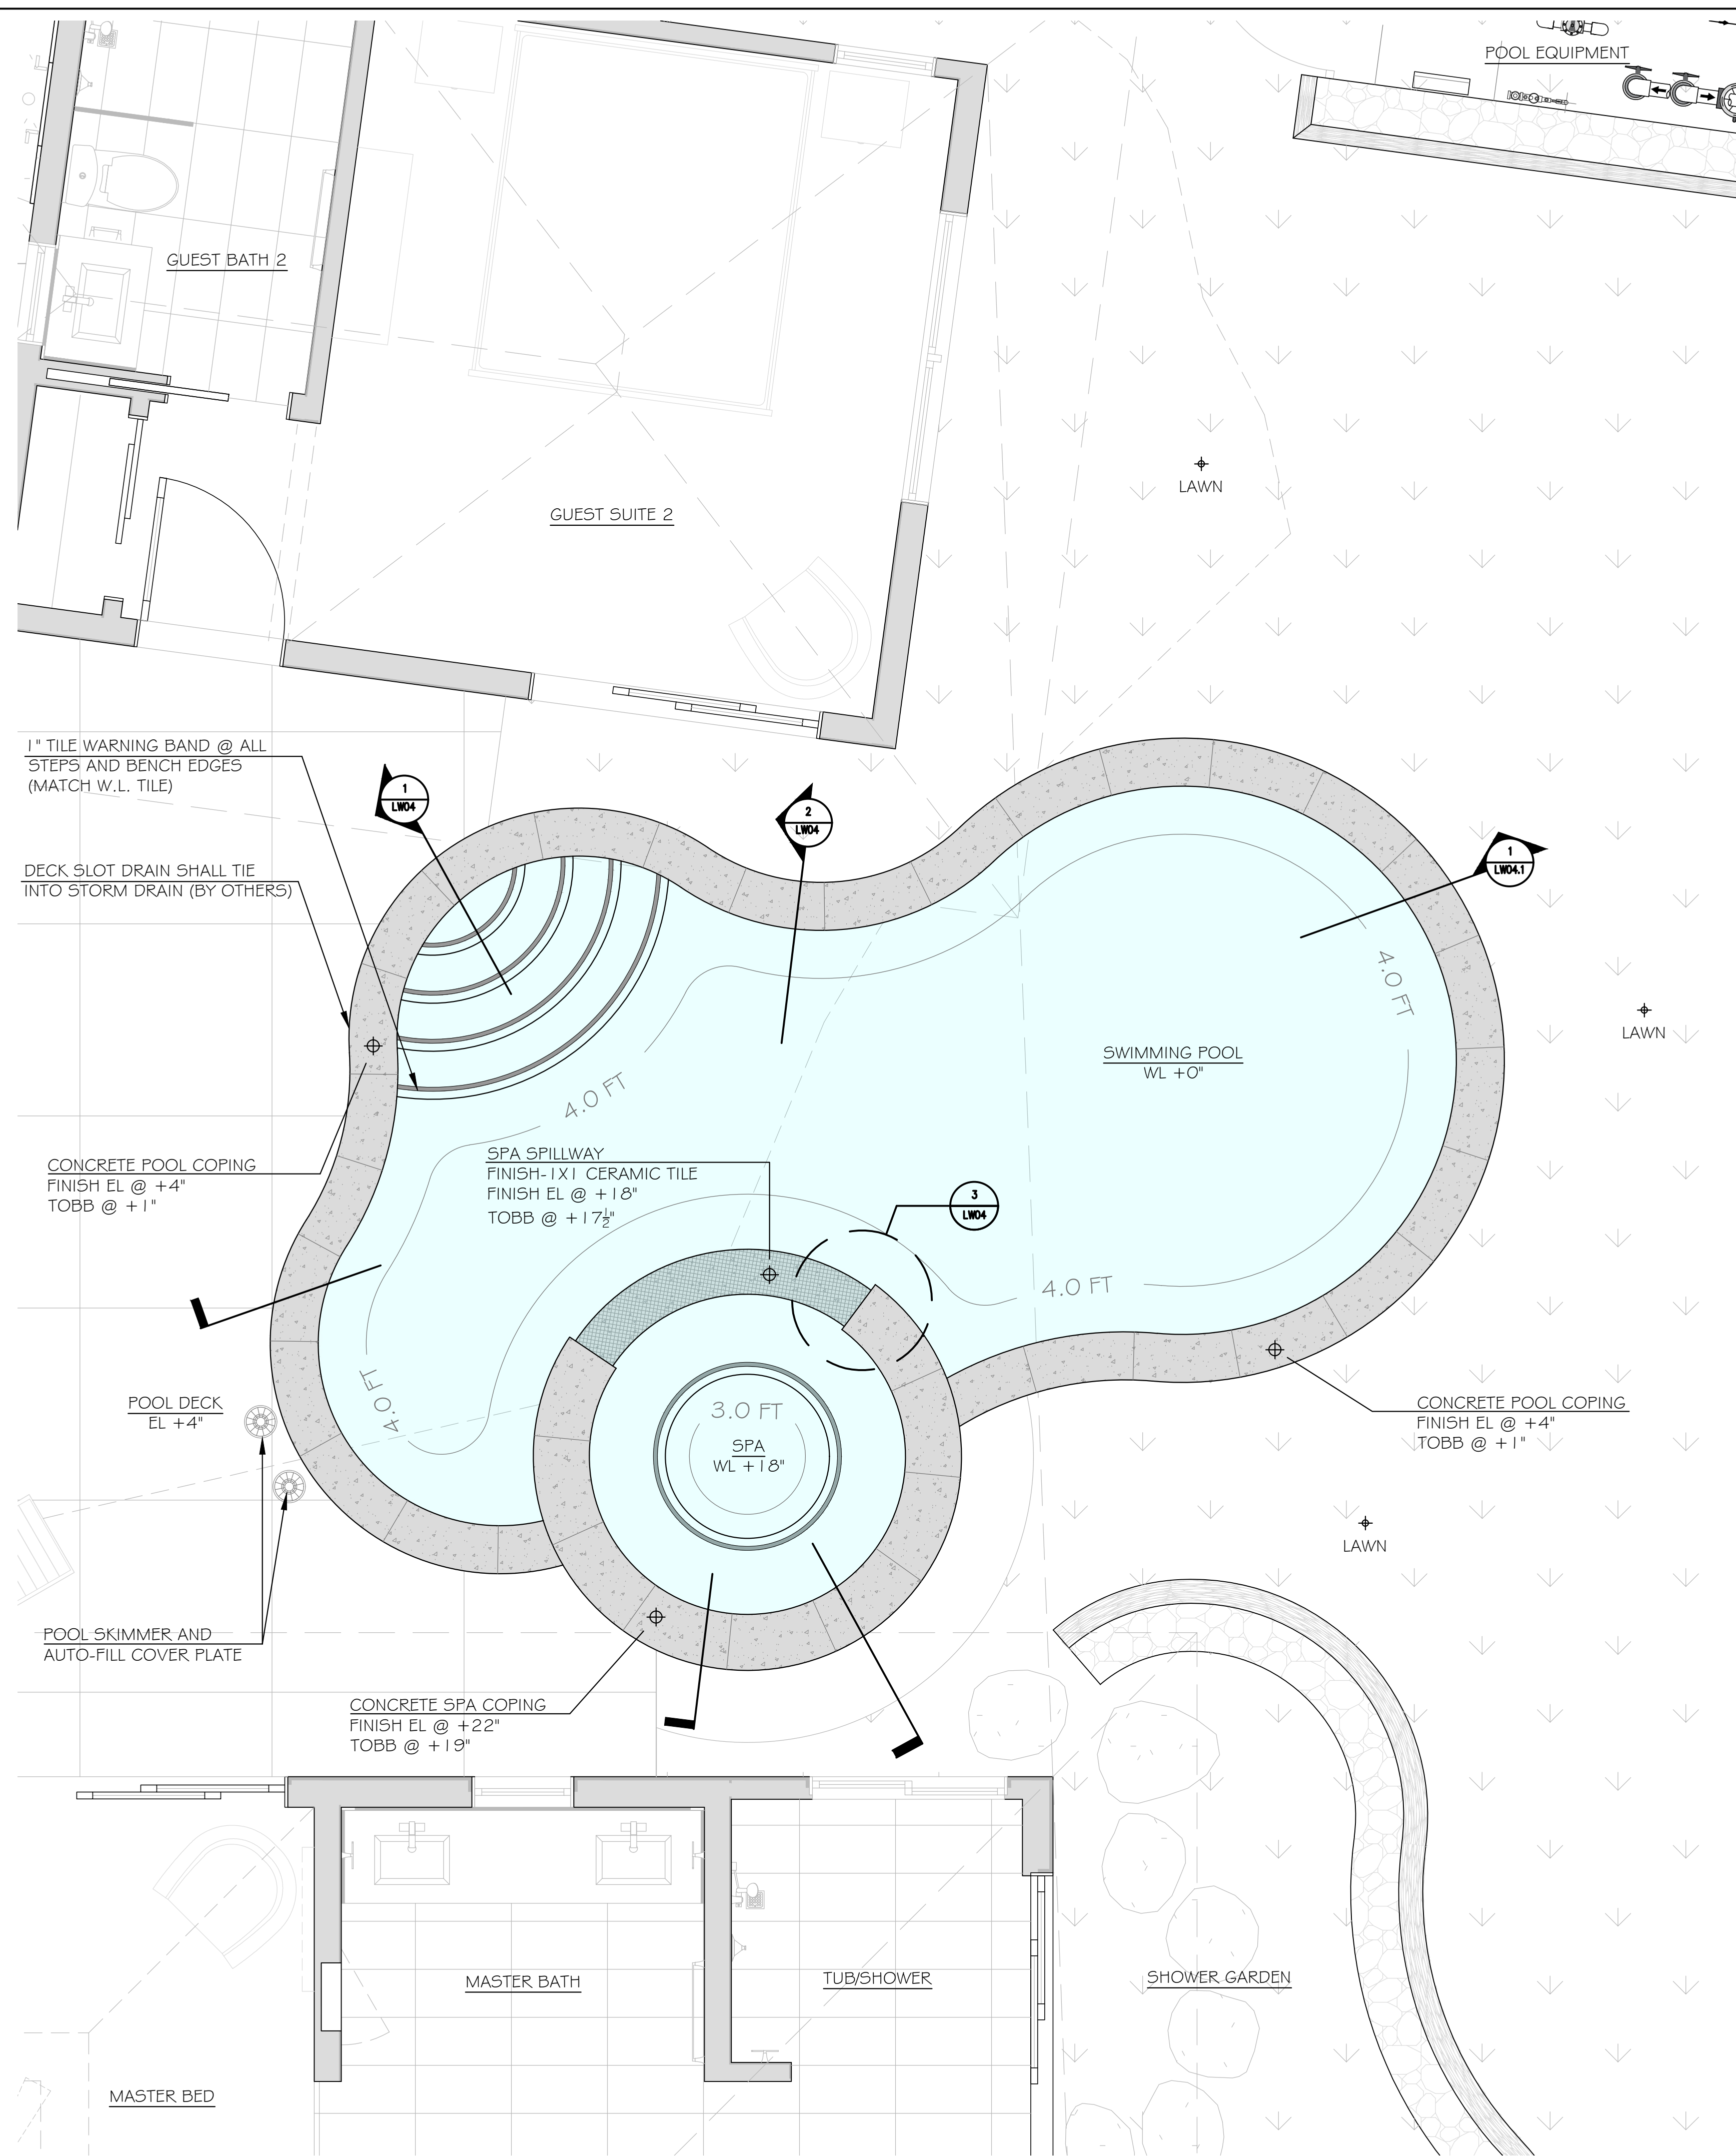 POOL EQUIPMENT
GUEST BATH 2
LAWN
GUEST SUITE 2
1" TILE WARNING BAND @ ALL
STEPS AND BENCH EDGES
(MATCH W.L. TILE)
1
LW04
2
LW04
1
LW04.1
DECK SLOT DRAIN SHALL TIE
INTO STORM DRAIN (BY OTHERS)
4.0 FT
LAWN
SWIMMING POOL
WL +0"
4.0 FT
CONCRETE POOL COPING
FINISH EL @ +4"
TOBB @ +1"
SPA SPILLWAY
FINISH-1X1 CERAMIC TILE
FINISH EL @ +18"
TOBB @ +17½"
3
LW04
4.0 FT
4.0 FT
POOL DECK
EL +4"
3.0 FT
SPA
WL +18"
CONCRETE POOL COPING
FINISH EL @ +4"
TOBB @ +1"
LAWN
POOL SKIMMER AND
AUTO-FILL COVER PLATE
CONCRETE SPA COPING
FINISH EL @ +22"
TOBB @ +19"
MASTER BATH
TUB/SHOWER
SHOWER GARDEN
MASTER BED